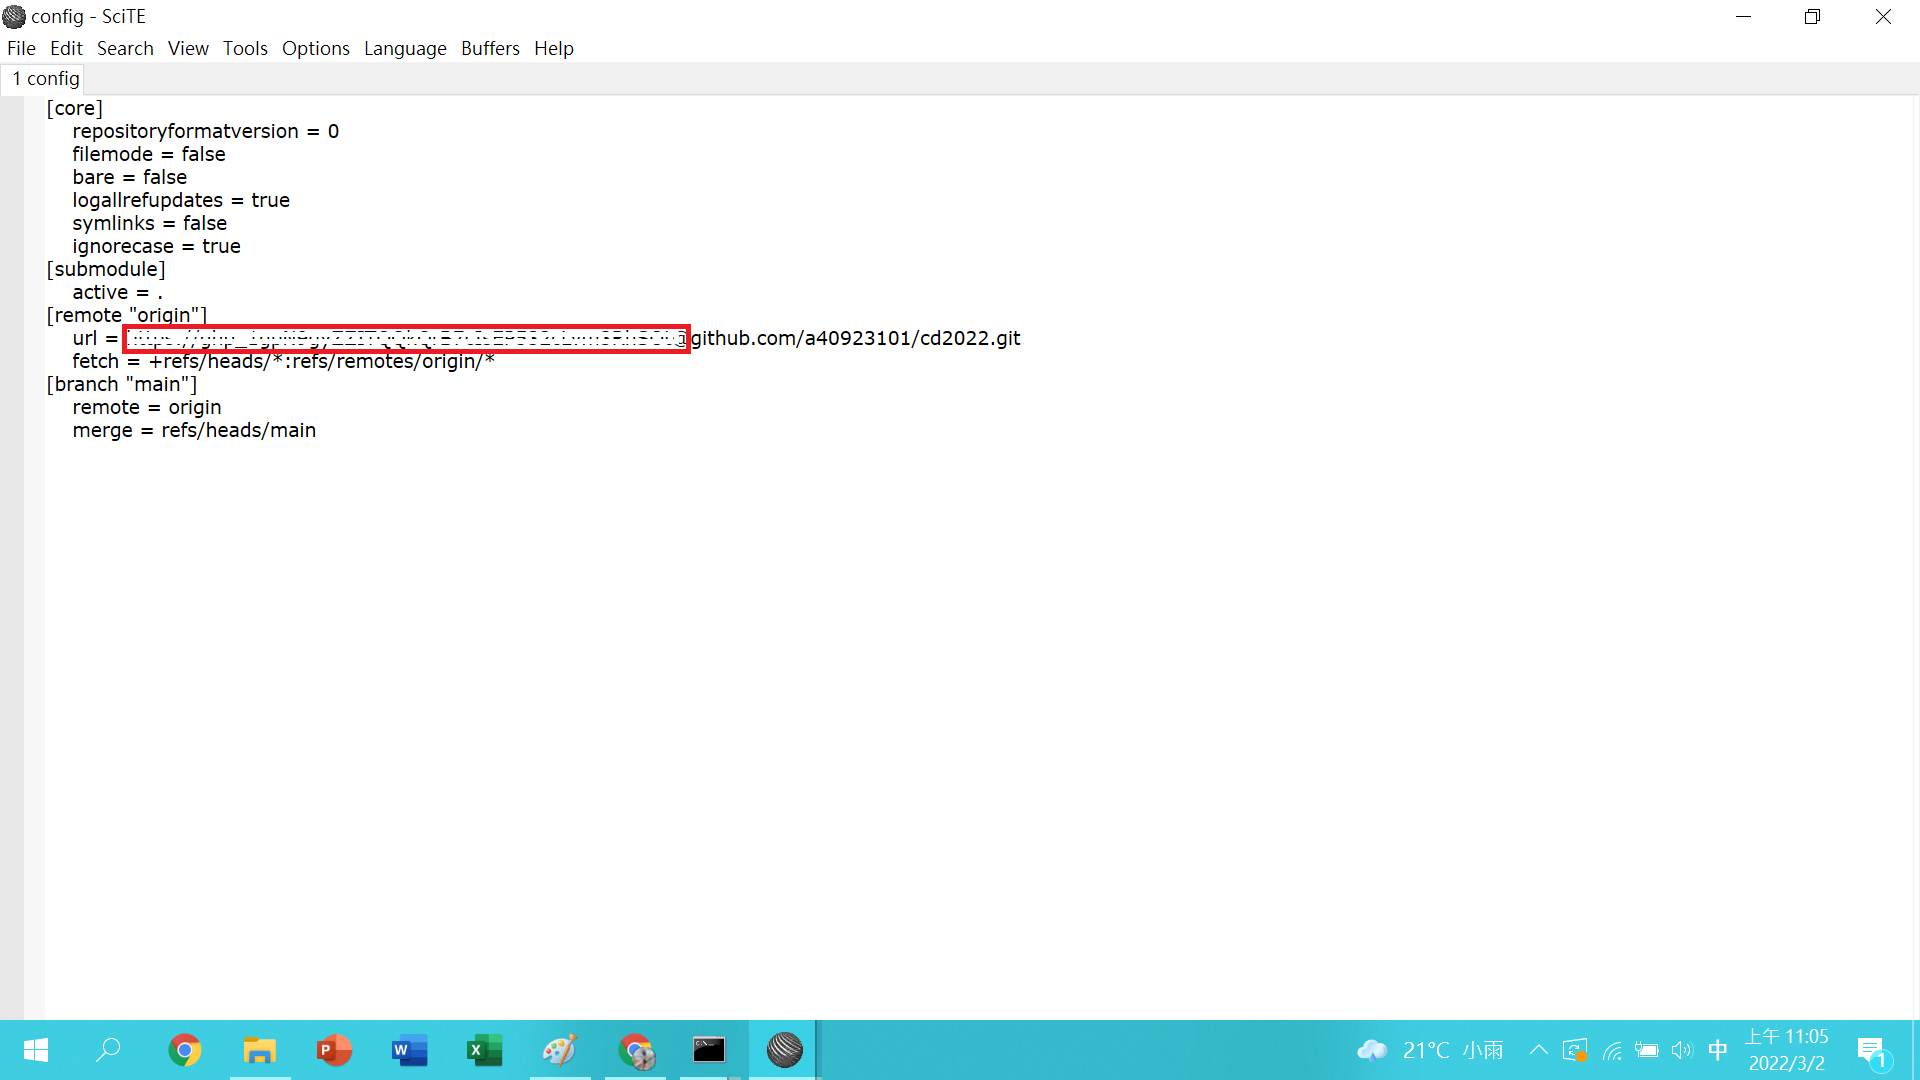 config - SciTE
File Edit Search View Tools Options Language Buffers Help
1 config
[core]
repositoryformatversion = 0
filemode = false
bare = false
logallrefupdates = true
symlinks = false
ignorecase = true
[submodule]
active = .
[remote "origin"]
url = @github.com/a40923101/cd2022.git
fetch = +refs/heads/*:refs/remotes/origin/*
[branch "main"]
remote = origin
merge = refs/heads/main
21°C 小雨
中
上午 11:05
2022/3/2
1